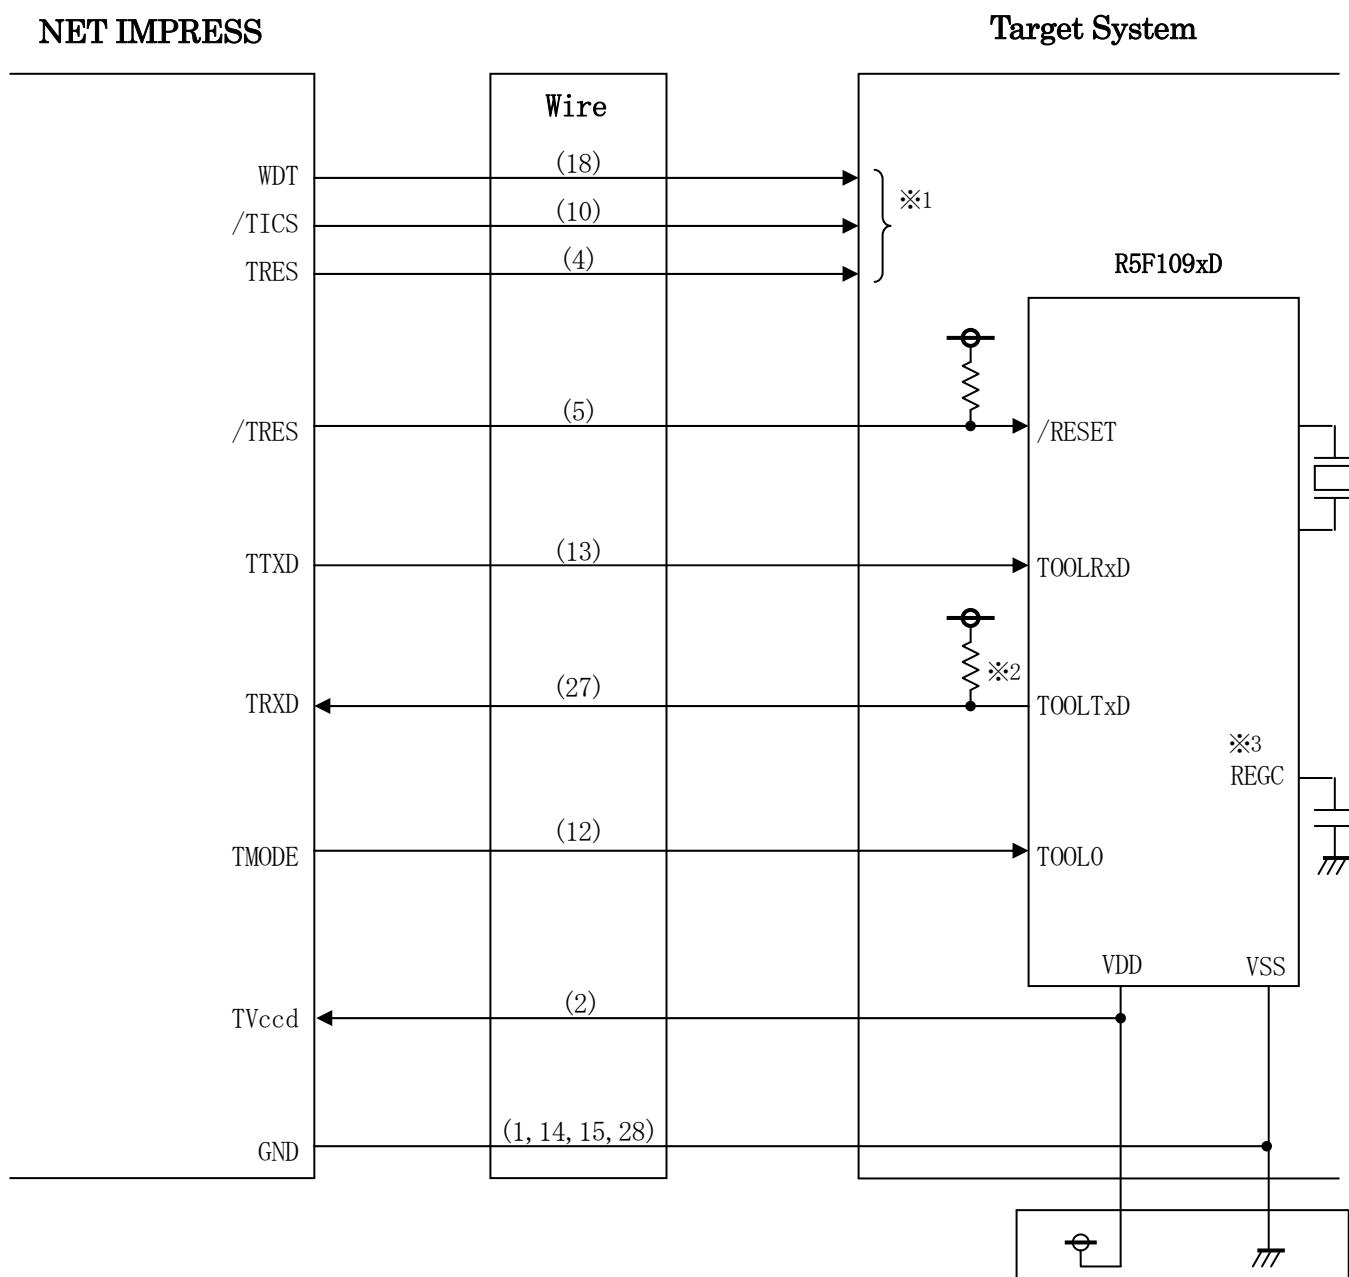 NET IMPRESS
Target System
Wire
WDT
(18)
※1
/TICS
(10)
TRES
(4)
R5F109xD
/TRES
(5)
/RESET
TTXD
(13)
TOOLRxD
※2
TRXD
(27)
TOOLTxD
※3
REGC
TMODE
(12)
TOOL0
VDD
VSS
TVccd
(2)
GND
(1, 14, 15, 28)